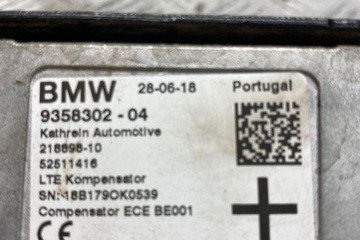 BMW 28-06-18 Portugal
9358302 - 04
Kathrein Automotive
218898-10
52511416
LTE Kompensator
SN: 18B179OK0539
Compensator ECE BE001
CE